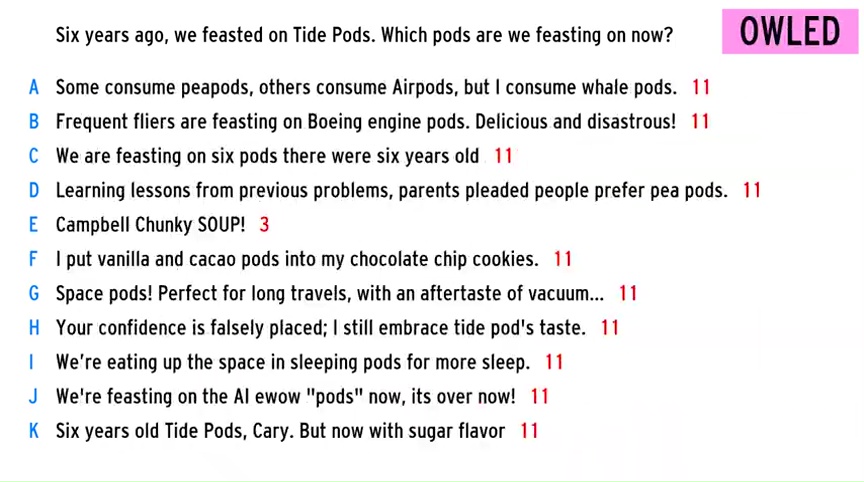 Six years ago, we feasted on Tide Pods. Which pods are we feasting on now? OWLED
A Some consume peapods, others consume Airpods, but I consume whale pods. 11
B Frequent fliers are feasting on Boeing engine pods. Delicious and disastrous! 11
C We are feasting on six pods there were six years old 11
D Learning lessons from previous problems, parents pleaded people prefer pea pods. 11
E Campbell Chunky SOUP! 3
F I put vanilla and cacao pods into my chocolate chip cookies. 11
G Space pods! Perfect for long travels, with an aftertaste of vacuum... 11
H Your confidence is falsely placed; I still embrace tide pod's taste. 11
I We're eating up the space in sleeping pods for more sleep. 11
J We're feasting on the AI ewow "pods" now, its over now! 11
K Six years old Tide Pods, Cary. But now with sugar flavor 11